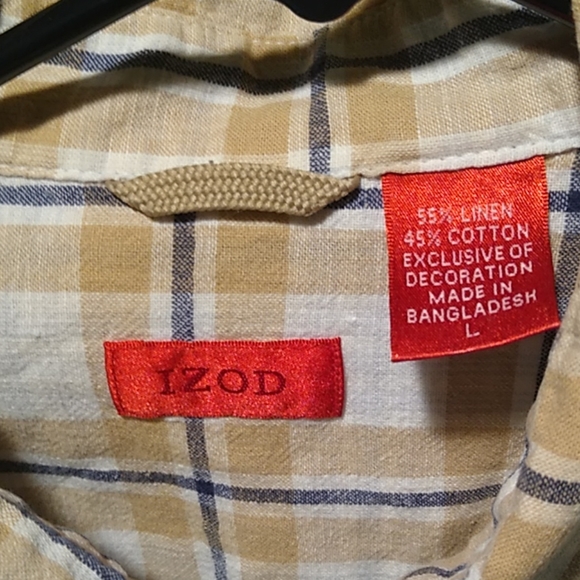 55% LINEN
45% COTTON
EXCLUSIVE OF
DECORATION
MADE IN
BANGLADESH
L
IZOD